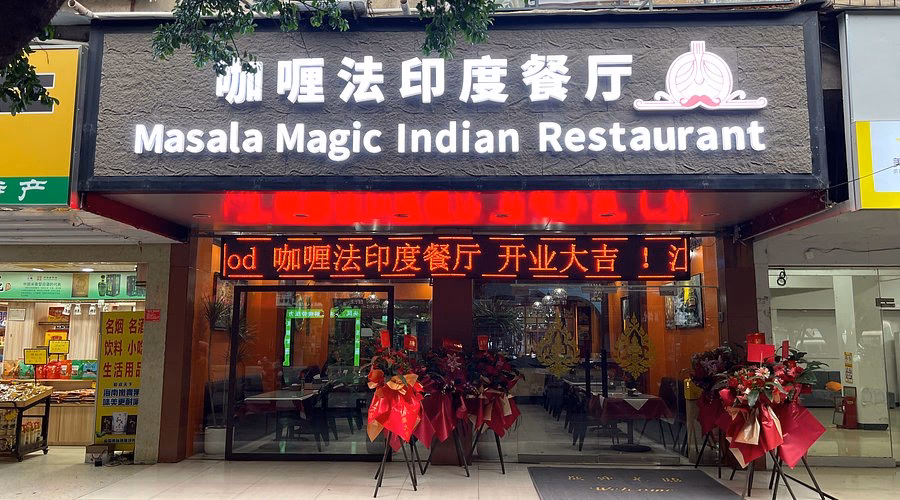 咖喱法印度餐厅
Masala Magic Indian Restaurant
od 咖喱法印度餐厅 开业大吉 ！
产
名烟 名酒
饮料 小吃
生活用品